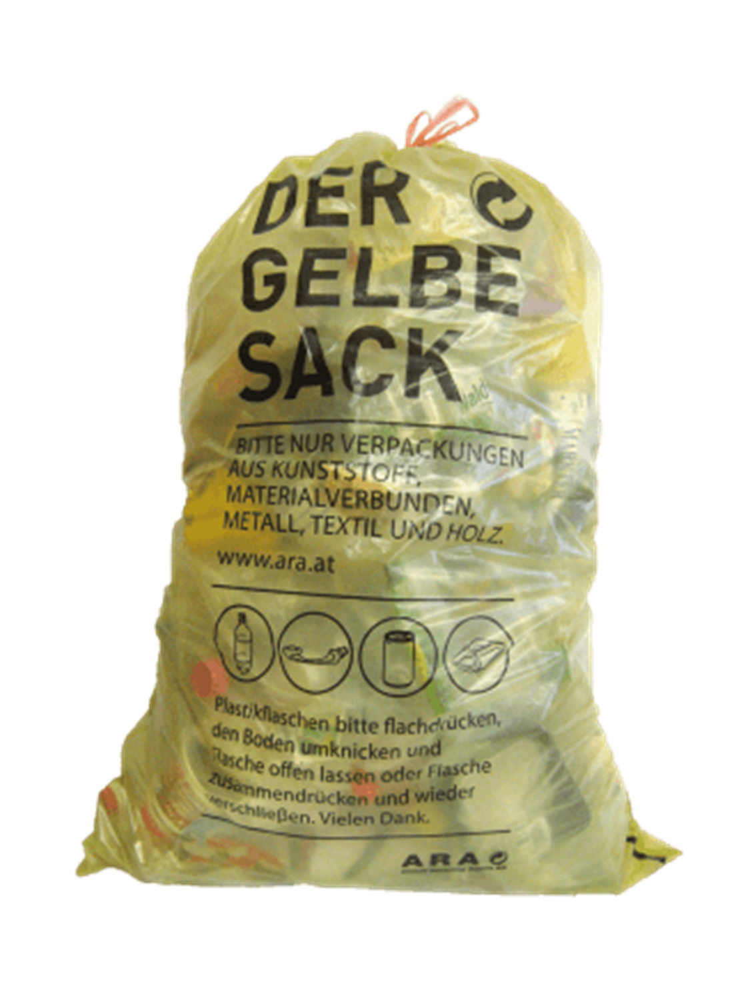 DER
GELBE
SACK
BITTE NUR VERPACKUNGEN
AUS KUNSTSTOFF,
MATERIALVERBUNDEN,
METALL, TEXTIL UND HOLZ.
www.ara.at
Plastikflaschen bitte flachdrücken,
den Boden umknicken und
Flasche offen lassen oder Flasche
zusammendrücken und wieder
verschließen. Vielen Dank.
ARA